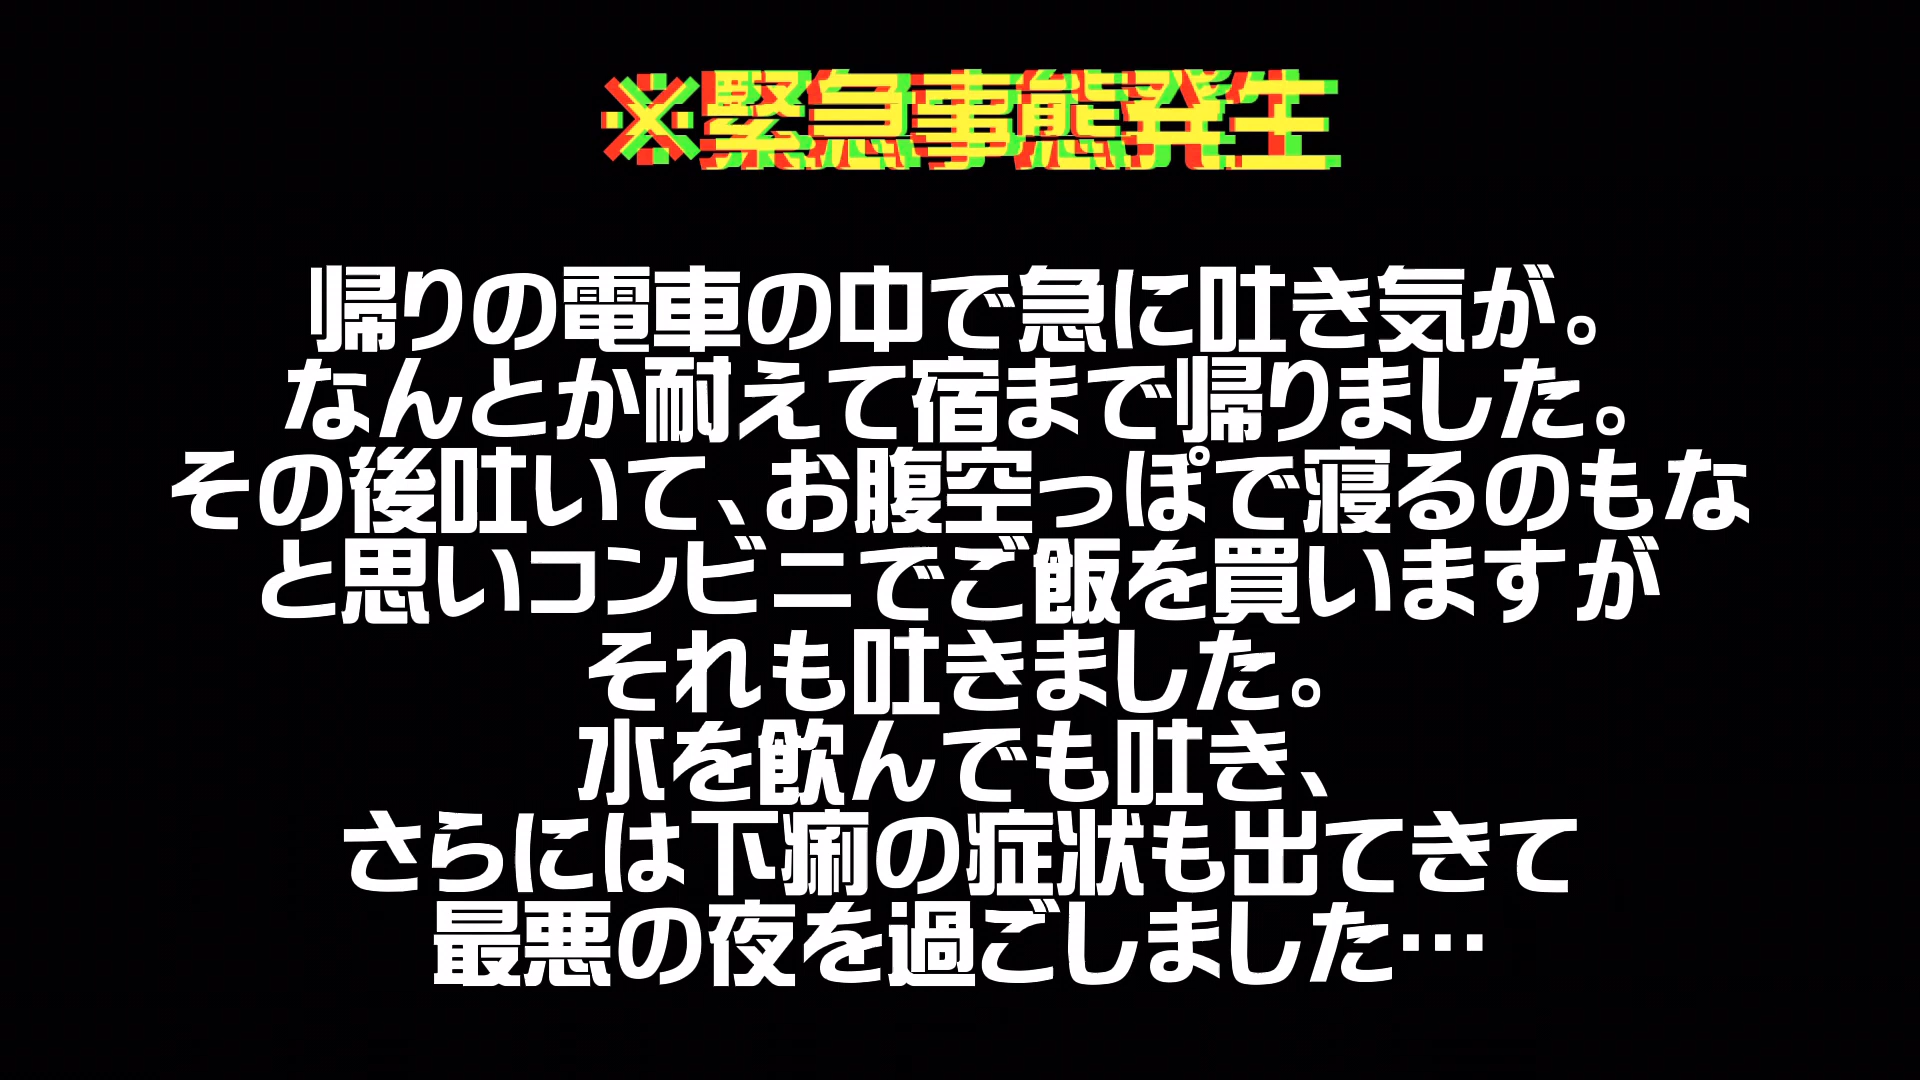 ※緊急事態発生
帰りの電車の中で急に吐き気が。
なんとか耐えて宿まで帰りました。
その後吐いて、お腹空っぽで寝るのもな
と思いコンビニでご飯を買いますが
それも吐きました。
水を飲んでも吐き、
さらには下痢の症状も出てきて
最悪の夜を過ごしました…